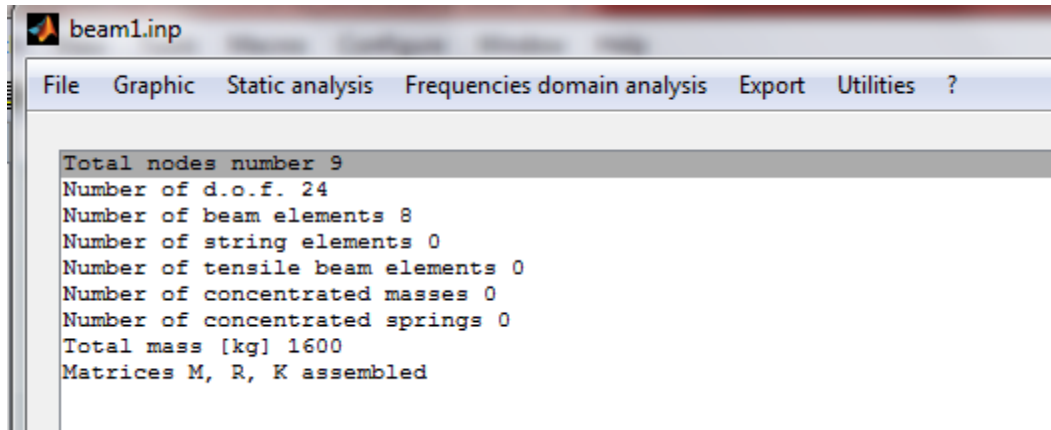 beam1.inp
File Graphic Static analysis Frequencies domain analysis Export Utilities ?
Total nodes number 9
Number of d.o.f. 24
Number of beam elements 8
Number of string elements 0
Number of tensile beam elements 0
Number of concentrated masses 0
Number of concentrated springs 0
Total mass [kg] 1600
Matrices M, R, K assembled